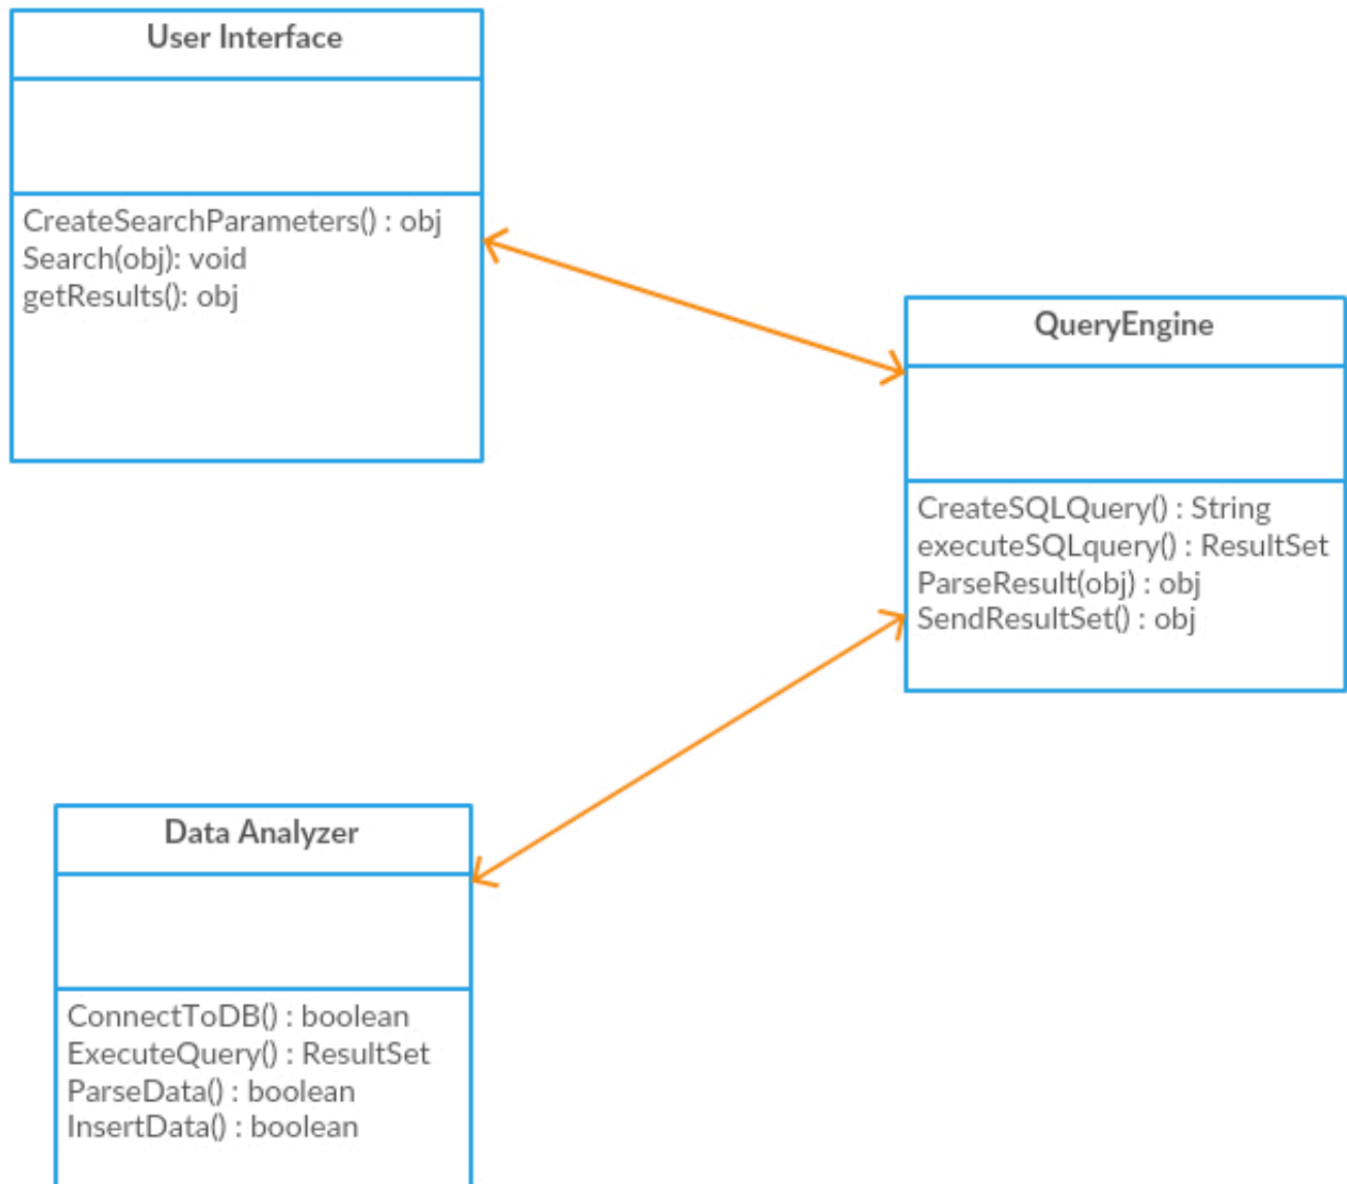 User Interface
CreateSearchParameters() : obj
Search(obj): void
getResults(): obj
QueryEngine
CreateSQLQuery() : String
executeSQLquery() : ResultSet
ParseResult(obj) : obj
SendResultSet() : obj
Data Analyzer
ConnectToDB() : boolean
ExecuteQuery() : ResultSet
ParseData() : boolean
InsertData() : boolean